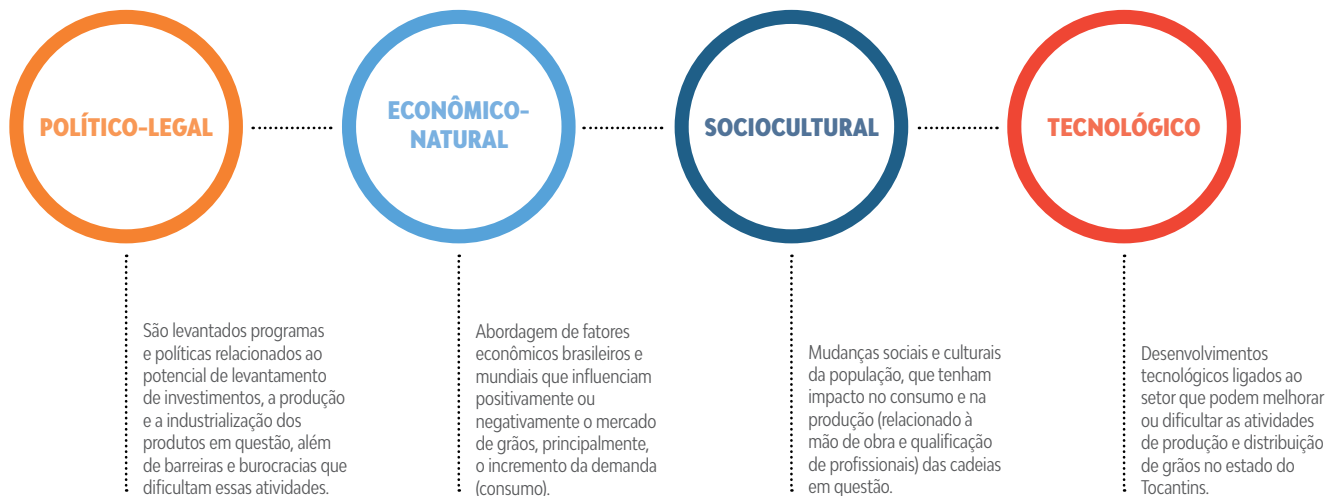 POLÍTICO-LEGAL
São levantados programas
e políticas relacionados ao
potencial de levantamento
de investimentos, a produção
e a industrialização dos
produtos em questão, além
de barreiras e burocracias que
dificultam essas atividades.
ECONÔMICO-
NATURAL
Abordagem de fatores
econômicos brasileiros e
mundiais que influenciam
positivamente ou
negativamente o mercado
de grãos, principalmente,
o incremento da demanda
(consumo).
SOCIOCULTURAL
Mudanças sociais e culturais
da população, que tenham
impacto no consumo e na
produção (relacionado à
mão de obra e qualificação
de profissionais) das cadeias
em questão.
TECNOLÓGICO
Desenvolvimentos
tecnológicos ligados ao
setor que podem melhorar
ou dificultar as atividades
de produção e distribuição
de grãos no estado do
Tocantins.